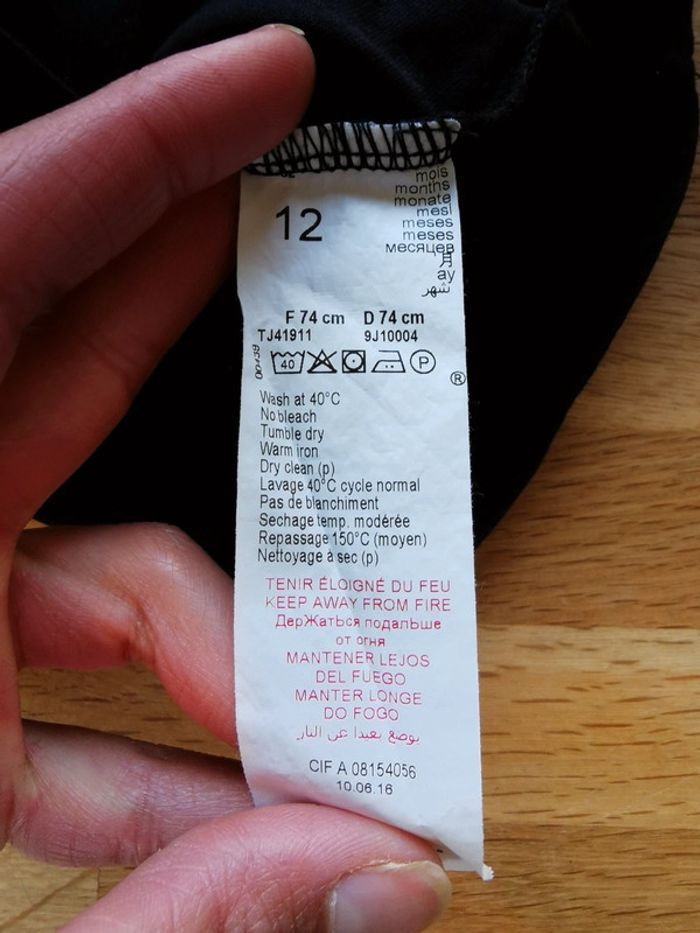 mois
months
monate
mesi
meses
meses
месяцев
月
ay
شهر
12
F 74 cm D 74 cm
TJ41911 9J10004
40 P
®
Wash at 40°C
No bleach
Tumble dry
Warm iron
Dry clean (p)
Lavage 40°C cycle normal
Pas de blanchiment
Sechage temp. modérée
Repassage 150°C (moyen)
Nettoyage à sec (p)
TENIR ÉLOIGNÉ DU FEU
KEEP AWAY FROM FIRE
ДерЖаТЬся подалЬше
от огня
MANTENER LEJOS
DEL FUEGO
MANTER LONGE
DO FOGO
يوضع بعيدا عن النار
CIF A 08154056
10.06.16